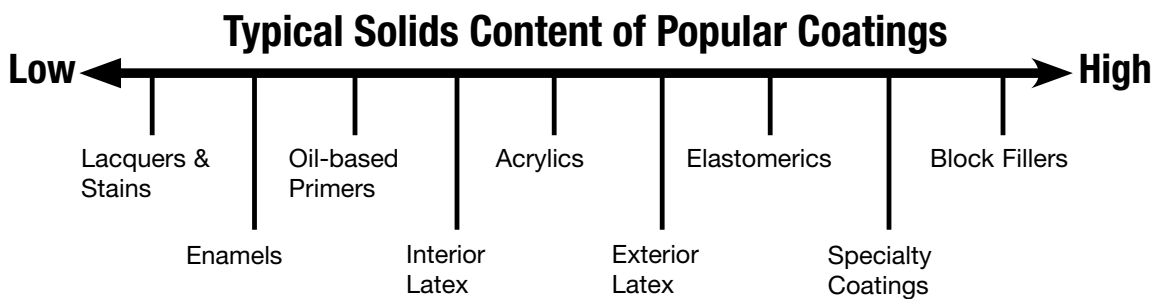 Typical Solids Content of Popular Coatings
Low
High
Lacquers &
Stains
Enamels
Oil-based
Primers
Interior
Latex
Acrylics
Exterior
Latex
Elastomerics
Specialty
Coatings
Block Fillers